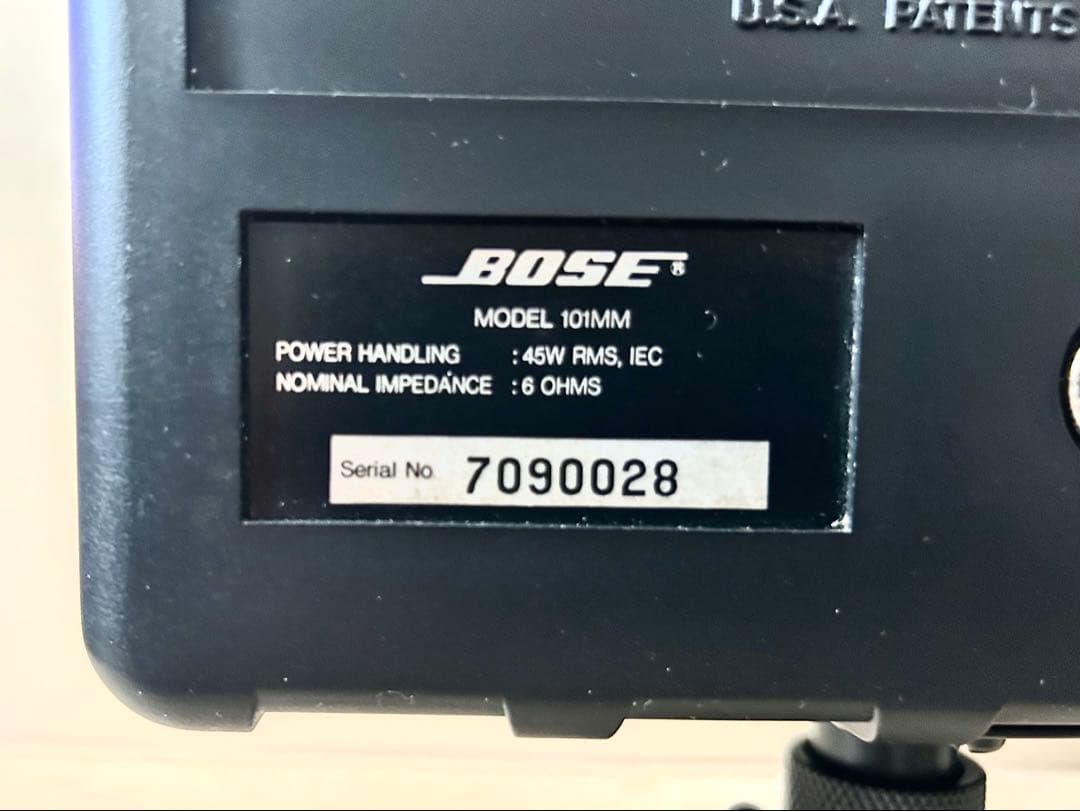 U.S.A. PATENTS
BOSE®
MODEL 101MM
POWER HANDLING : 45W RMS, IEC
NOMINAL IMPEDANCE : 6 OHMS
Serial No. 7090028